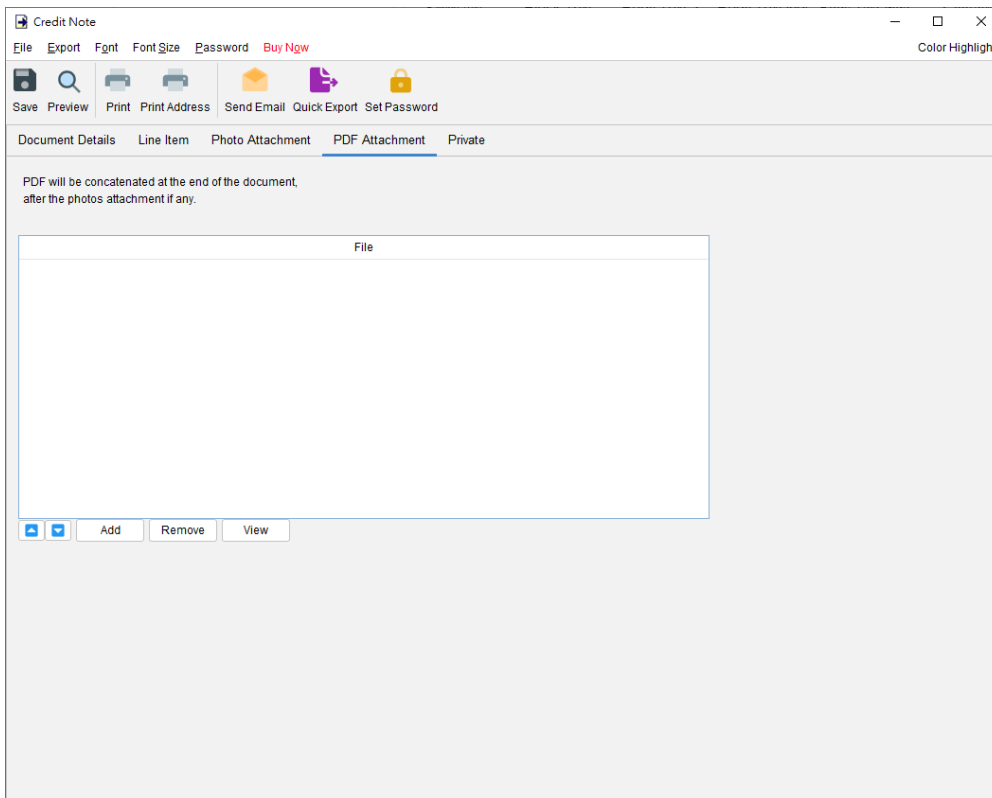 Credit Note
File Export Font Font Size Password Buy Now Color Highligh
Save Preview Print Print Address Send Email Quick Export Set Password
Document Details Line Item Photo Attachment PDF Attachment Private
PDF will be concatenated at the end of the document,
after the photos attachment if any.
File
Add Remove View